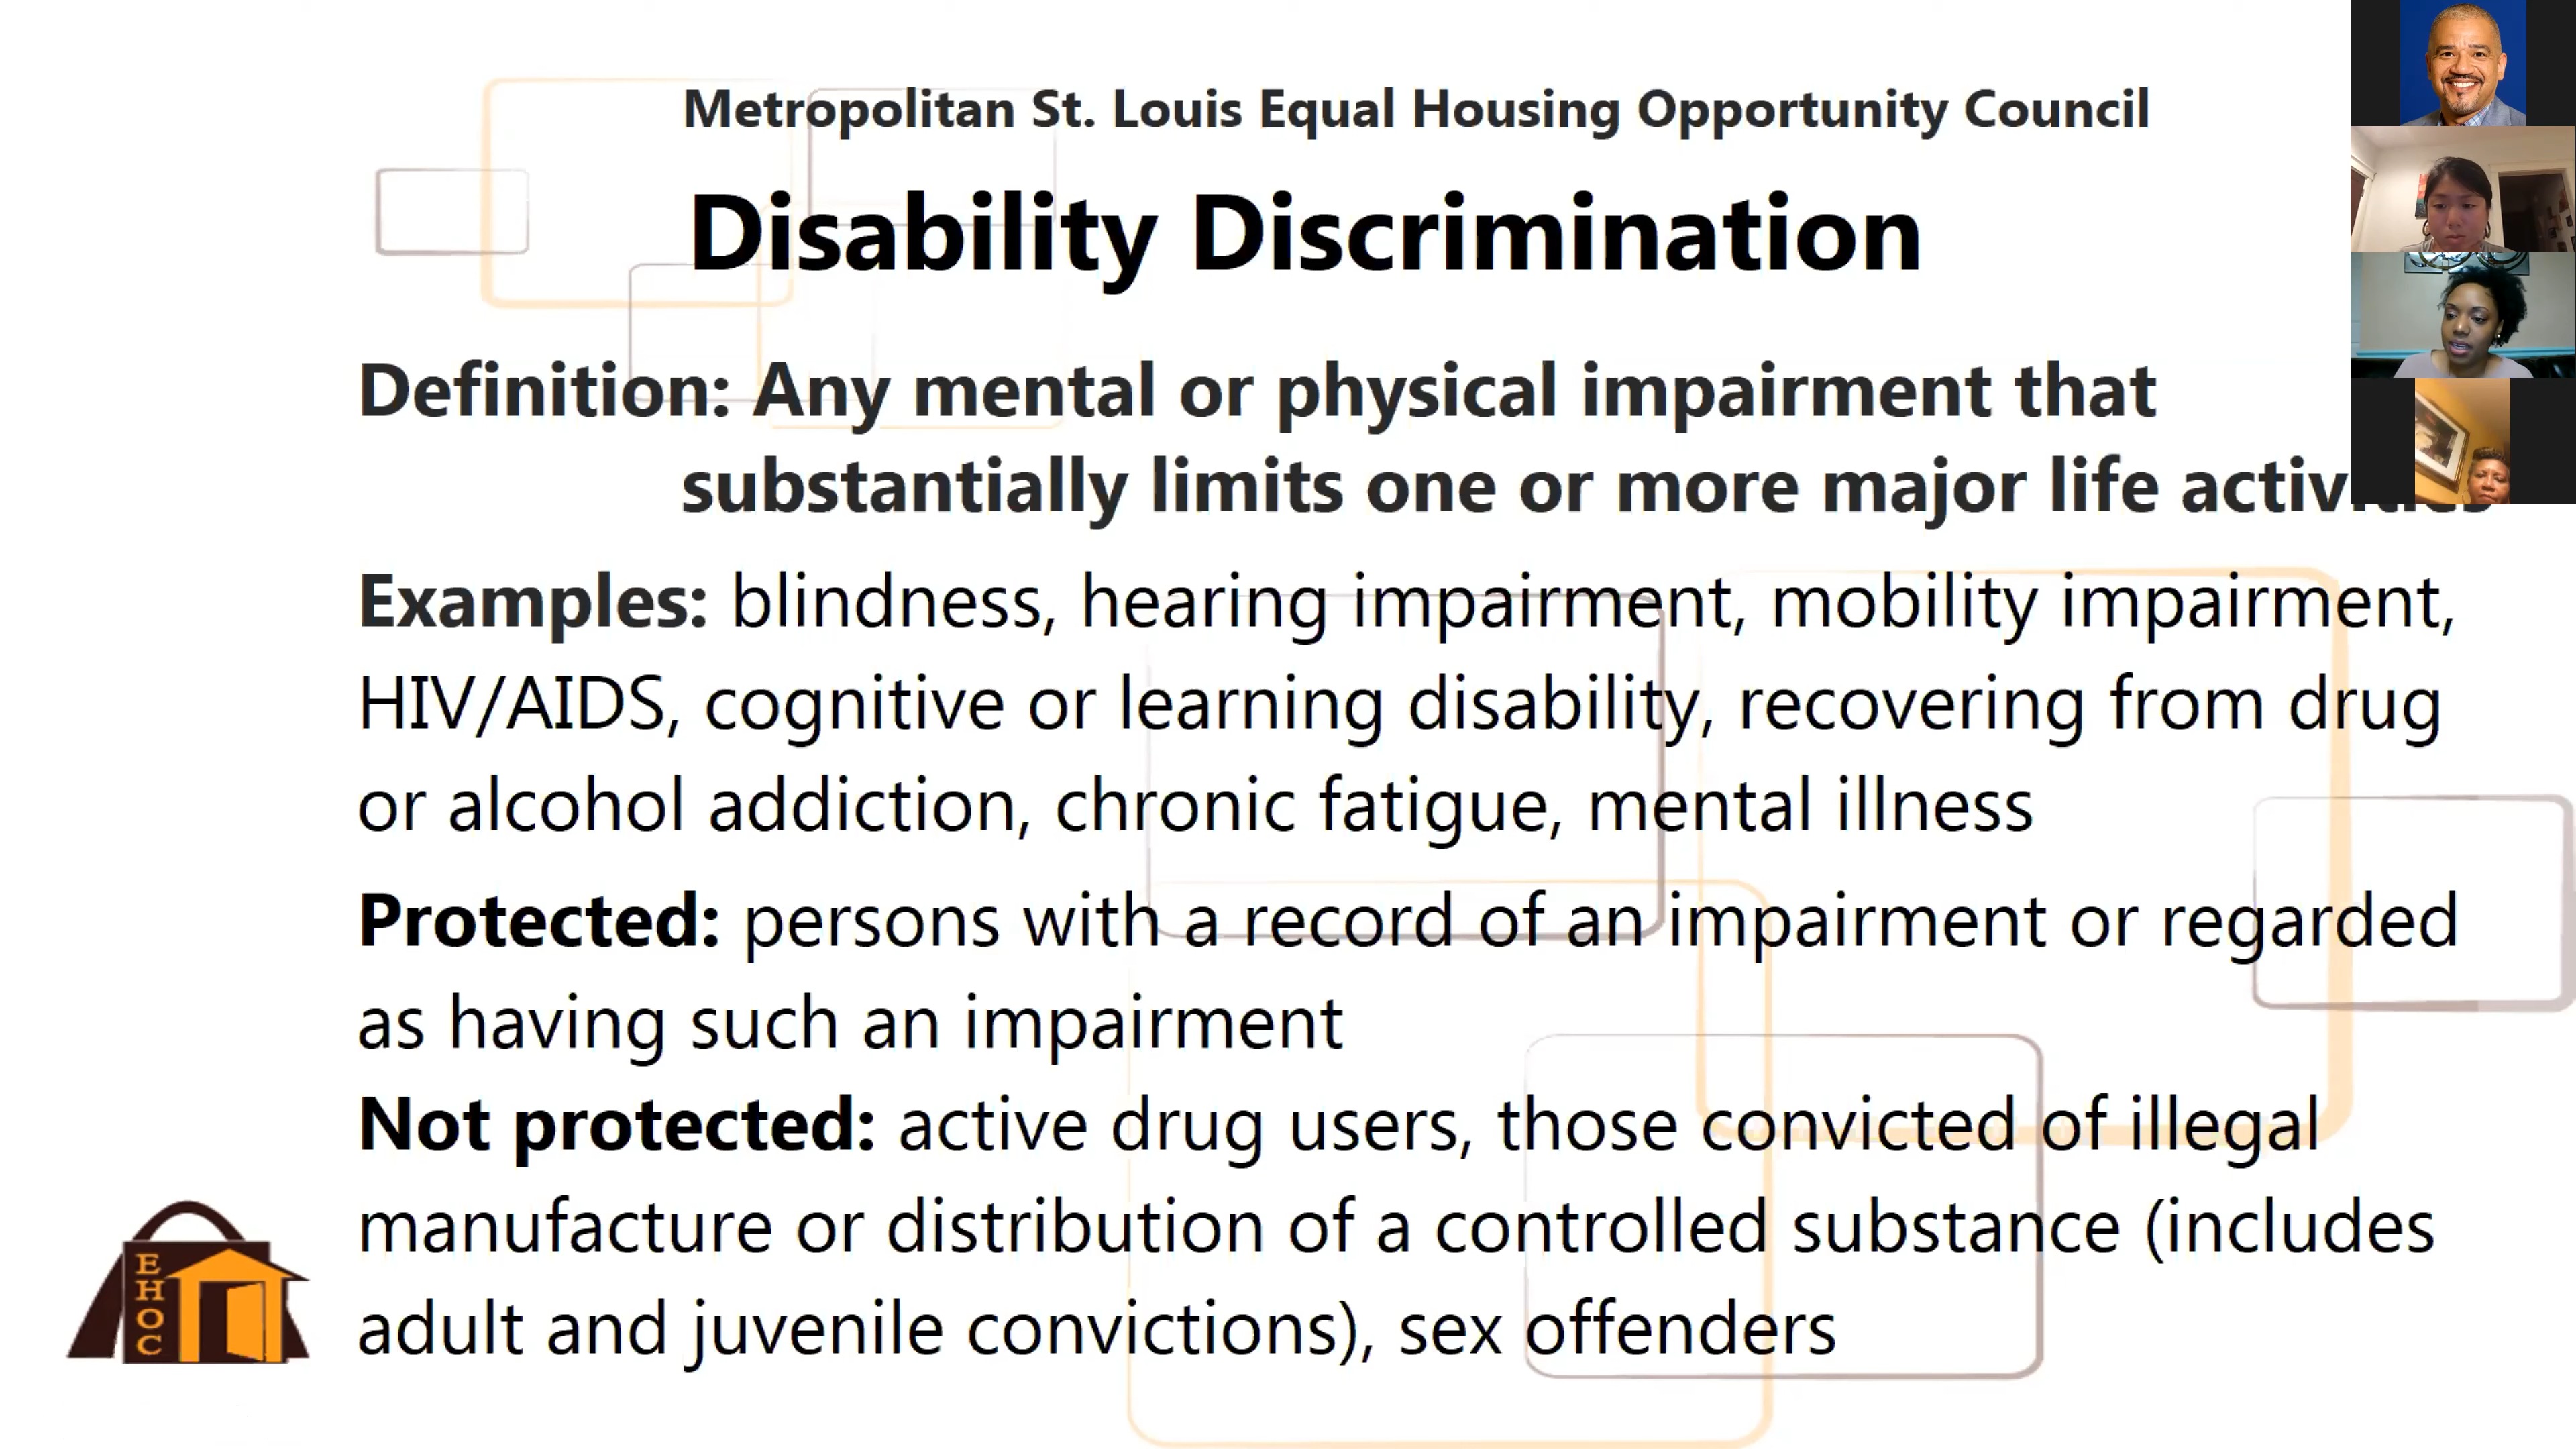 Metropolitan St. Louis Equal Housing Opportunity Council
Disability Discrimination
Definition: Any mental or physical impairment that
substantially limits one or more major life
Examples: blindness, hearing impairment, mobility impairment,
HIV/AIDS, cognitive or learning disability, recovering from drug
or alcohol addiction, chronic fatigue, mental illness
Protected: persons with a record of an impairment or regarded
as having such an impairment
Not protected: active drug users, those convicted of illegal
manufacture or distribution of a controlled substance (includes
adult and juvenile convictions), sex offenders
EHOC